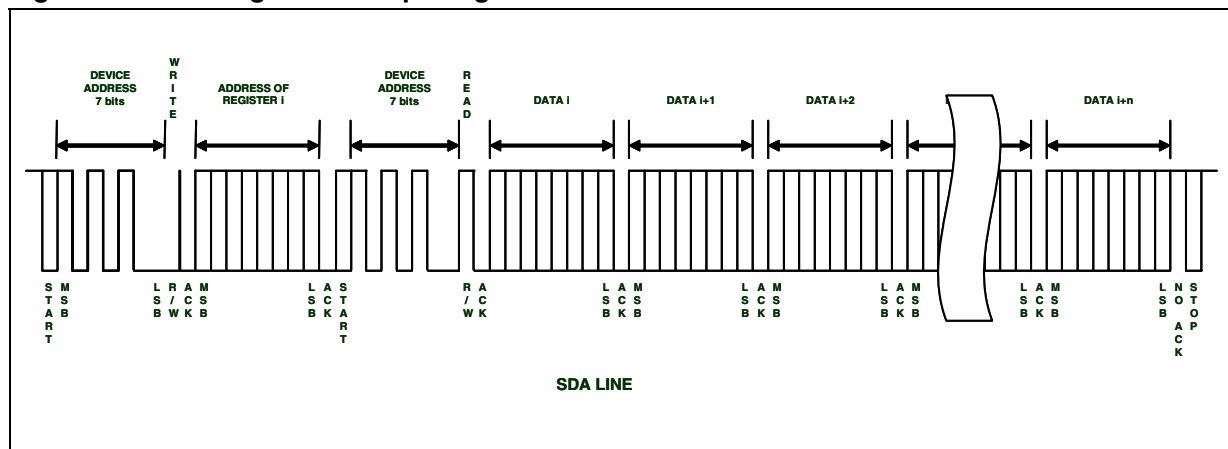 WRITE
DEVICE
ADDRESS
7 bits
ADDRESS OF
REGISTER i
DEVICE
ADDRESS
7 bits
READ
DATA i
DATA i+1
DATA i+2
DATA i+n
START
MSB
LSB
R/W
ACK
MSB
LSB
ACK
START
R/W
ACK
LSB
ACK
MSB
LSB
ACK
MSB
LSB
ACK
MSB
LSB
ACK
MSB
LSB
NO ACK
STOP
SDA LINE